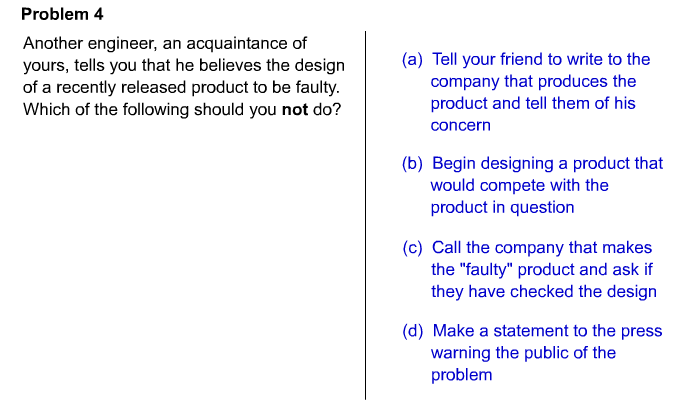 Problem 4
Another engineer, an acquaintance of
yours, tells you that he believes the design
of a recently released product to be faulty.
Which of the following should you not do?
(a) Tell your friend to write to the
company that produces the
product and tell them of his
concern
(b) Begin designing a product that
would compete with the
product in question
(c) Call the company that makes
the "faulty" product and ask if
they have checked the design
(d) Make a statement to the press
warning the public of the
problem